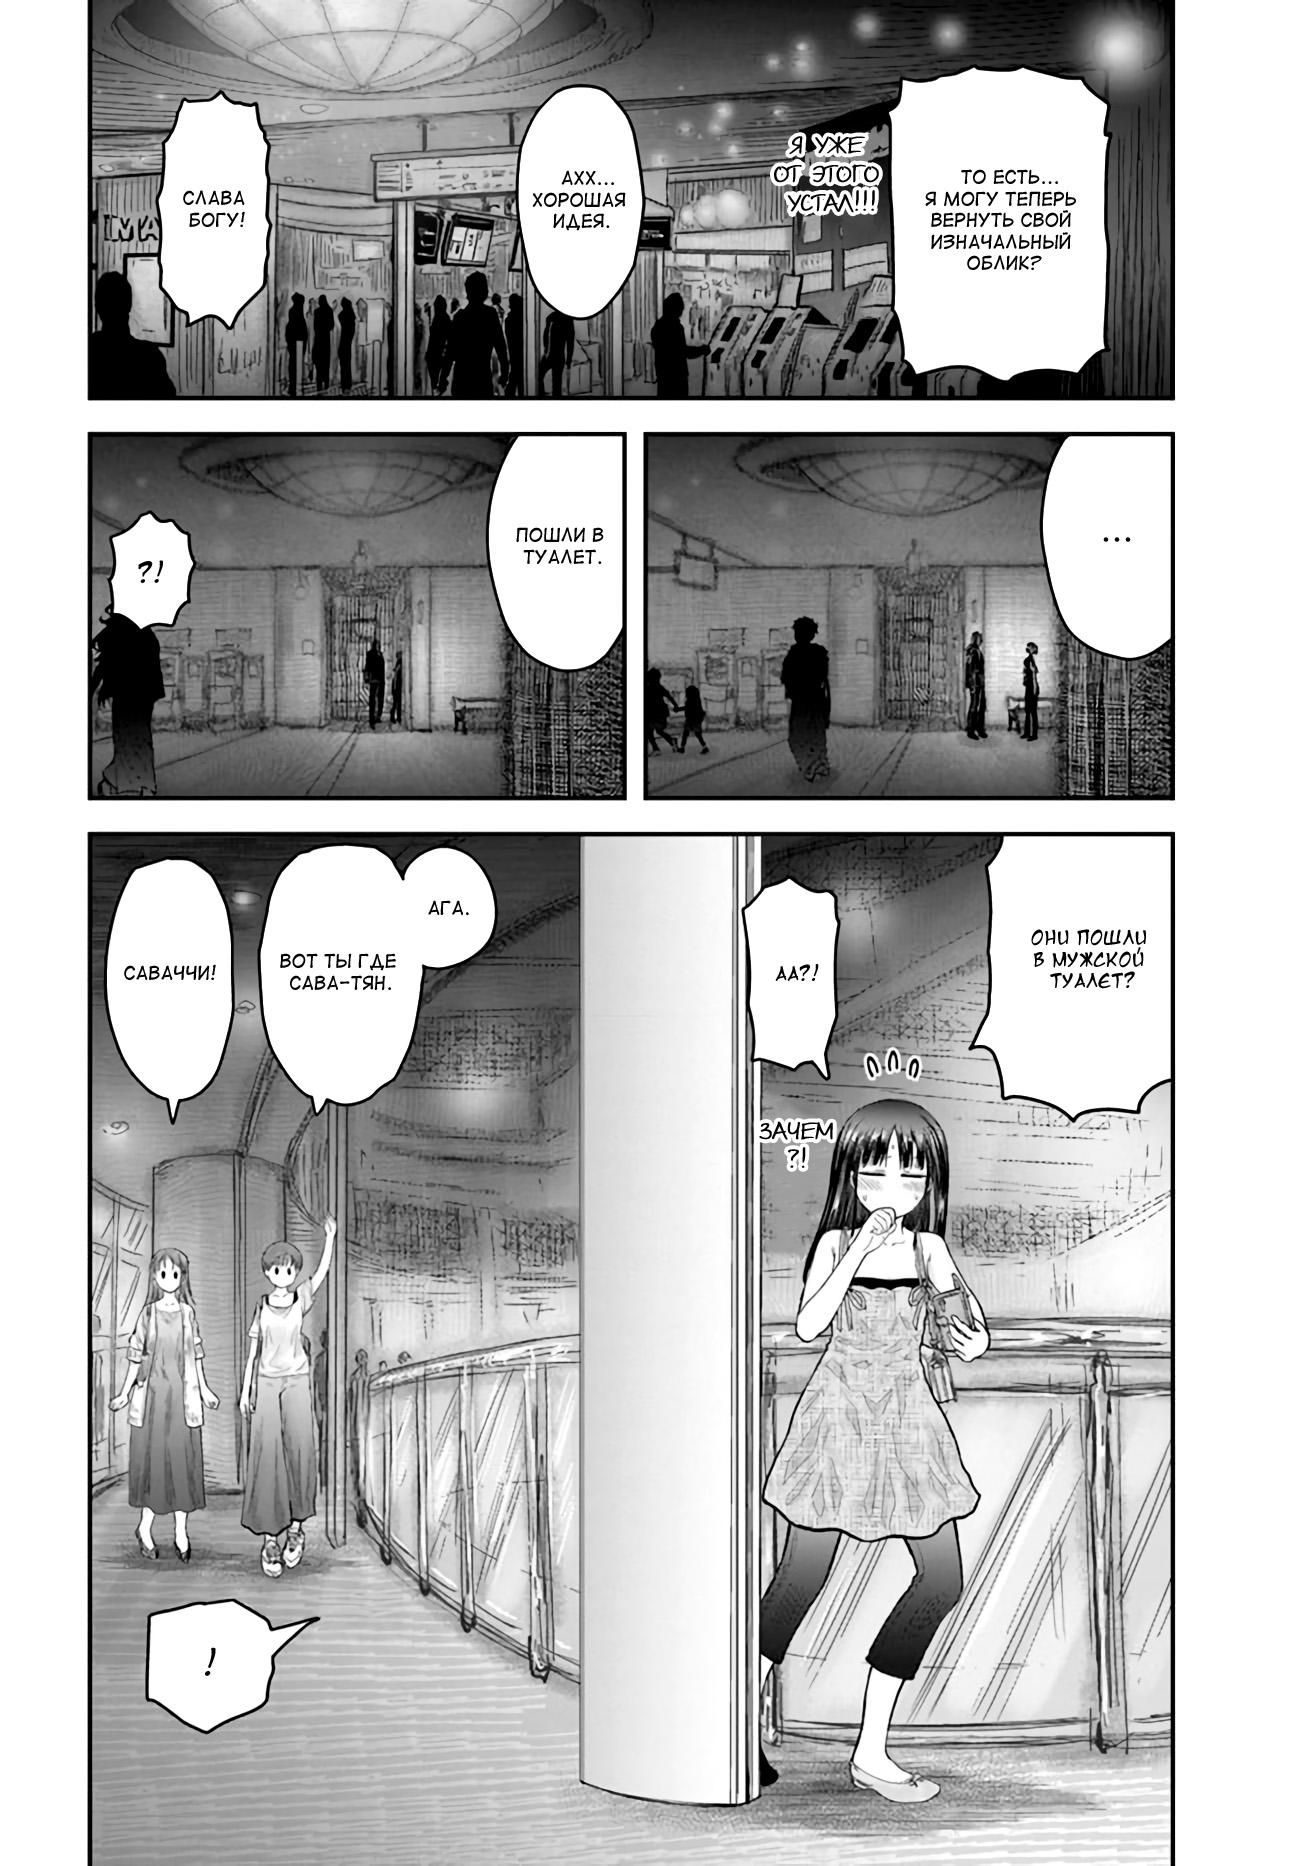 ТО ЕСТЬ...
Я МОГУ ТЕПЕРЬ
ВЕРНУТЬ СВОЙ
ИЗНАЧАЛЬНЫЙ
ОБЛИК?
Я УЖЕ
ОТ ЭТОГО
УСТАЛ!!!
АХХ...
ХОРОШАЯ
ИДЕЯ.
СЛАВА
БОГУ!
...
ПОШЛИ В
ТУАЛЕТ.
?!
ОНИ ПОШЛИ
В МУЖСКОЙ
ТУАЛЕТ?
АА?!
ЗАЧЕМ
?!
АГА.
ВОТ ТЫ ГДЕ
САВА-ТЯН.
САВАЧЧИ!
!